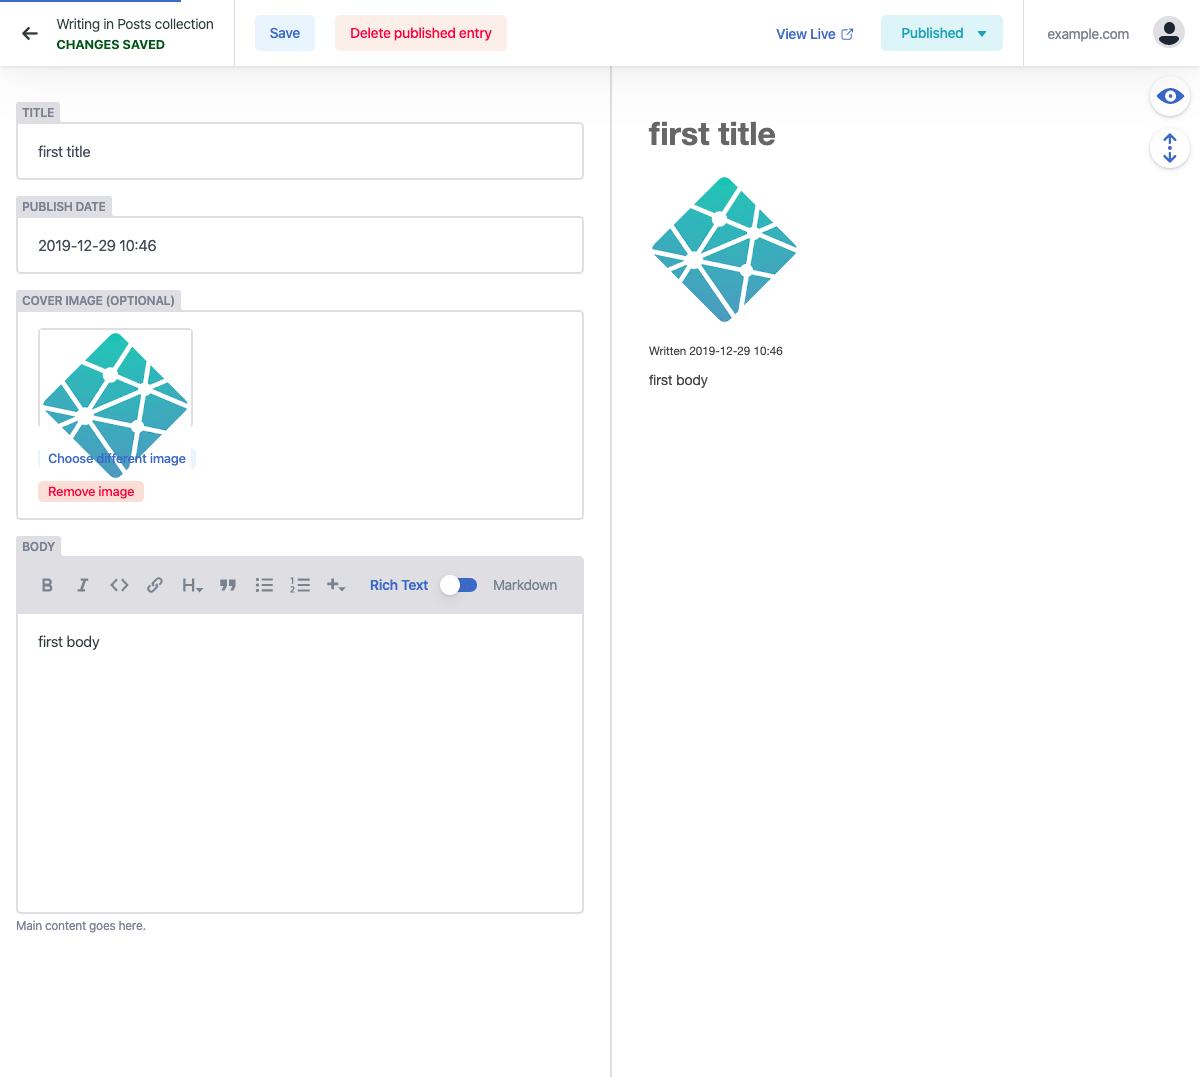 Writing in Posts collection
CHANGES SAVED
Save
Delete published entry
View Live
Published
example.com
TITLE
first title
PUBLISH DATE
2019-12-29 10:46
COVER IMAGE (OPTIONAL)
Choose different image
Remove image
BODY
B I H
Rich Text
Markdown
first body
Main content goes here.
first title
Written 2019-12-29 10:46
first body